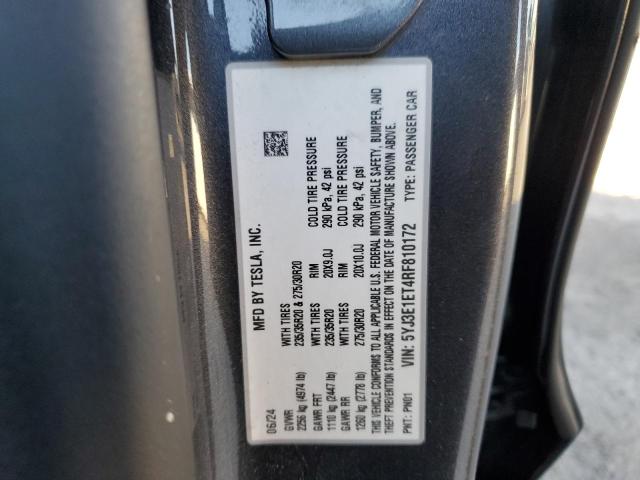 MFD BY TESLA, INC.
06/24
GVWR WITH TIRES
2256 kg (4974 lb) 235/35R20 & 275/30R20
GAWR FRT WITH TIRES RIM COLD TIRE PRESSURE
1110 kg (2447 lb) 235/35R20 20X9.0J 290 kPa, 42 psi
GAWR RR WITH TIRES RIM COLD TIRE PRESSURE
1260 kg (2778 lb) 275/30R20 20X10.0J 290 kPa, 42 psi
THIS VEHICLE CONFORMS TO ALL APPLICABLE U.S. FEDERAL MOTOR VEHICLE SAFETY, BUMPER, AND
THEFT PREVENTION STANDARDS IN EFFECT ON THE DATE OF MANUFACTURE SHOWN ABOVE.
VIN: 5YJ3E1ET4RF810172
PWT: PN01 TYPE: PASSENGER CAR